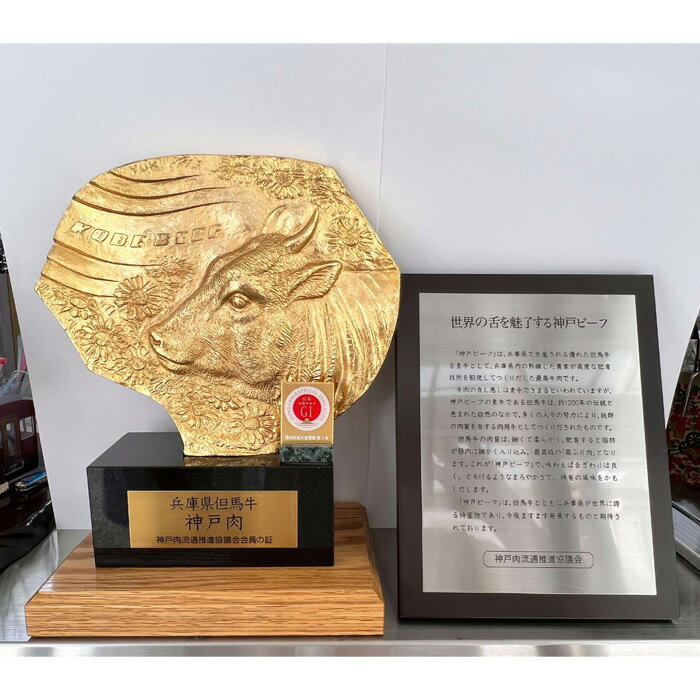 KOBE BEEF
日本
GI
兵庫県但馬牛
神戸肉
神戸肉流通推進協議会会員の証
世界の舌を魅了する神戸ビーフ
「神戸ビーフ」は、兵庫県で生産される優れた但馬牛
を素牛として、兵庫県内の熟練した農家が高度な肥育
技術を駆使してつくりだした最高牛肉です。
牛肉の良し悪しは素牛できまるといわれていますが、
神戸ビーフの素牛である但馬牛は、約1200年の伝統と
恵まれた自然のなかで、多くの人々の努力により、抜群
の肉質を有する肉用牛としてつくりだされたものです。
但馬牛の肉質は、細くて柔らかく、肥育すると脂肪
が筋肉に細かく入り込み、最高級の「霜ふり肉」となり
ます。これが「神戸ビーフ」で、味わえば舌ざわりは良
く、とろけるようなまろやかさで、特有の風味をかも
しだします。
「神戸ビーフ」は、但馬牛とともに兵庫県が世界に誇
る特産物であり、今後ますます発展するものと期待さ
れております。
神戸肉流通推進協議会